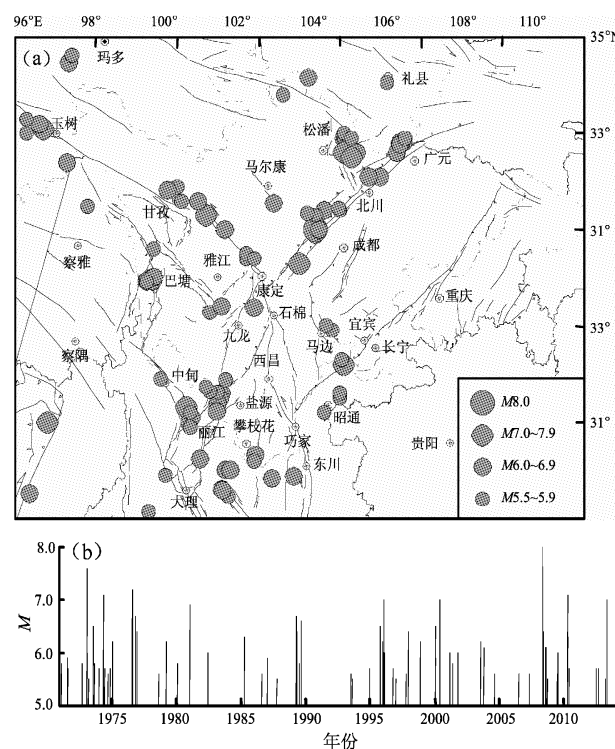 96°E 98° 100° 102° 104° 106° 108° 110°
(a)
35°N
玛多
礼县
玉树
松潘
33°
广元
马尔康
甘孜
北川
31°
察雅
雅江
成都
巴塘
康定
重庆
石棉
33°
九龙
宜宾
马边
长宁
察隅
西昌
中甸
M8.0
盐源
昭通
31°
丽江
攀枝花
巧家
贵阳
M7.0~7.9
东川
M6.0~6.9
大理
M5.5~5.9
8.0
(b)
7.0
M
6.0
5.0
1975 1980 1985 1990 1995 2000 2005 2010
年份